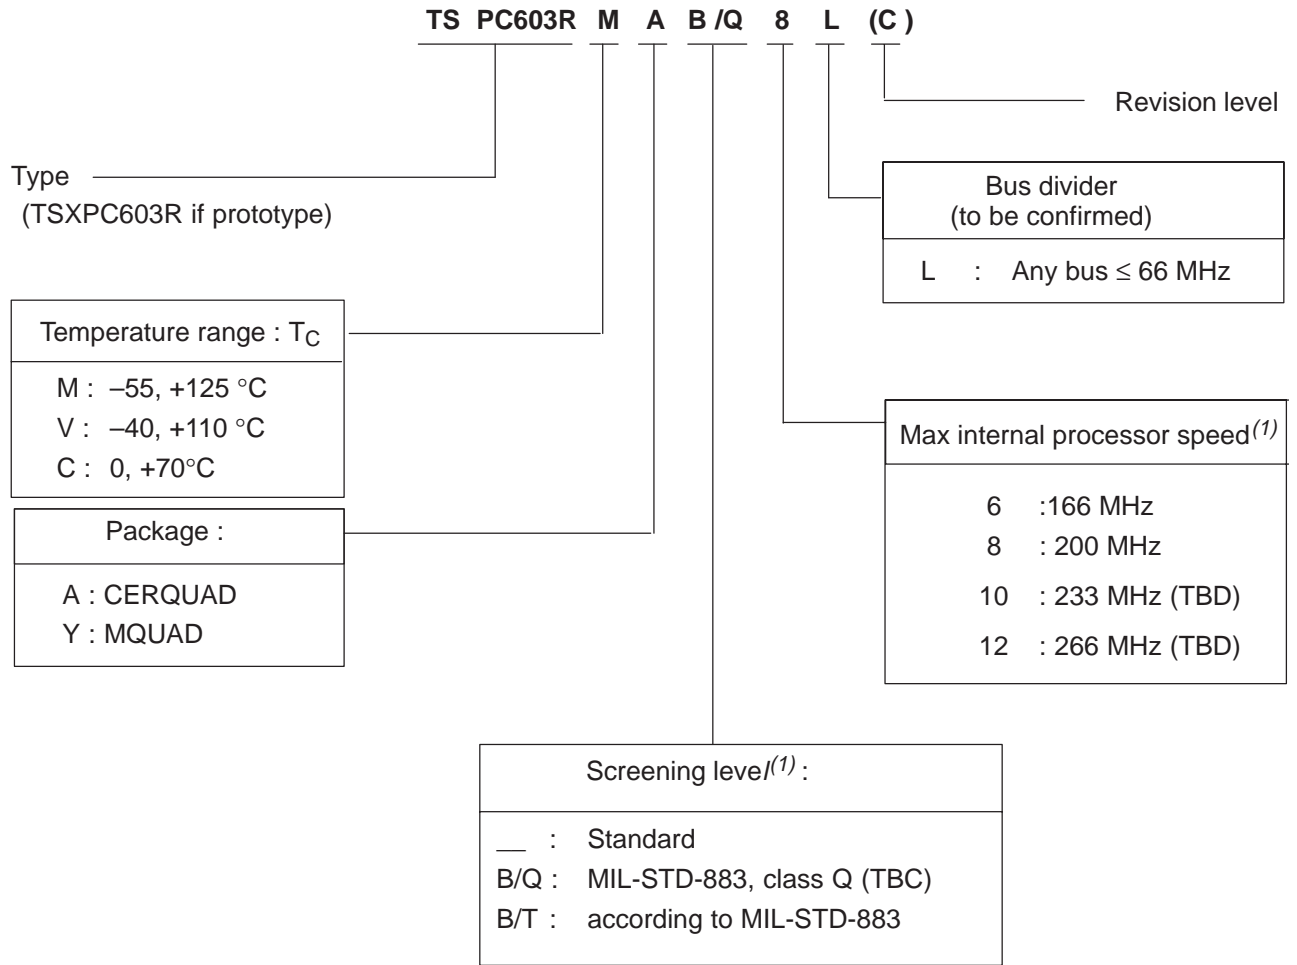 TS PC603R M A B/Q 8 L (C )
Revision level
Type
(TSXPC603R if prototype)
Bus divider
(to be confirmed)
L : Any bus ≤ 66 MHz
Temperature range : TC
M : –55, +125 °C
V : –40, +110 °C
C : 0, +70°C
Max internal processor speed(1)
6 :166 MHz
8 : 200 MHz
10 : 233 MHz (TBD)
12 : 266 MHz (TBD)
Package :
A : CERQUAD
Y : MQUAD
Screening level(1) :
__ : Standard
B/Q : MIL-STD-883, class Q (TBC)
B/T : according to MIL-STD-883